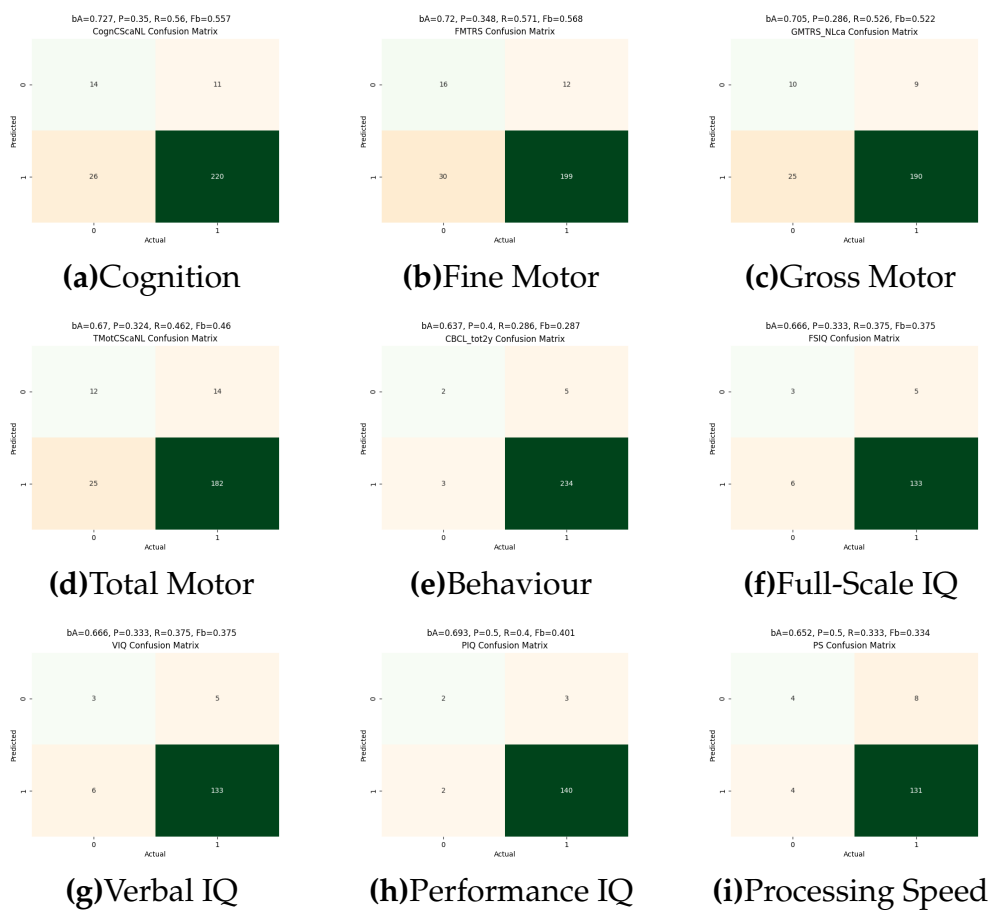 bA=0.727, P=0.35, R=0.56, Fb=0.557
CognCScaNL Confusion Matrix
0
14
11
Predicted
1
26
220
0
1
Actual
(a)Cognition
bA=0.72, P=0.348, R=0.571, Fb=0.568
FMTRS Confusion Matrix
0
16
12
Predicted
1
30
199
0
1
Actual
(b)Fine Motor
bA=0.705, P=0.286, R=0.526, Fb=0.522
GMTRS_NLca Confusion Matrix
0
10
9
Predicted
1
25
190
0
1
Actual
(c)Gross Motor
bA=0.67, P=0.324, R=0.462, Fb=0.46
TMotCScaNL Confusion Matrix
0
12
14
Predicted
1
25
182
0
1
Actual
(d)Total Motor
bA=0.637, P=0.4, R=0.286, Fb=0.287
CBCL_tot2y Confusion Matrix
0
2
5
Predicted
1
3
234
0
1
Actual
(e)Behaviour
bA=0.666, P=0.333, R=0.375, Fb=0.375
FSIQ Confusion Matrix
0
3
5
Predicted
1
6
133
0
1
Actual
(f)Full-Scale IQ
bA=0.666, P=0.333, R=0.375, Fb=0.375
VIQ Confusion Matrix
0
3
5
Predicted
1
6
133
0
1
Actual
(g)Verbal IQ
bA=0.693, P=0.5, R=0.4, Fb=0.401
PIQ Confusion Matrix
0
2
3
Predicted
1
2
140
0
1
Actual
(h)Performance IQ
bA=0.652, P=0.5, R=0.333, Fb=0.334
PS Confusion Matrix
0
4
8
Predicted
1
4
131
0
1
Actual
(i)Processing Speed